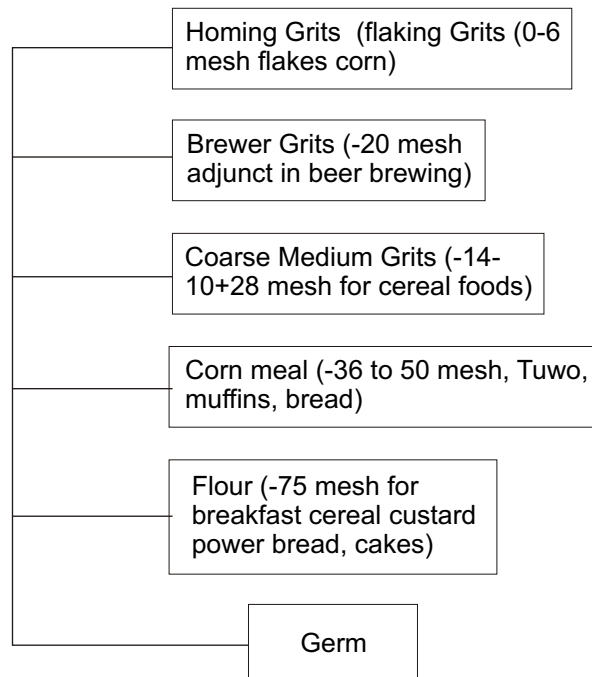 Homing Grits (flaking Grits (0-6
mesh flakes corn)
Brewer Grits (-20 mesh
adjunct in beer brewing)
Coarse Medium Grits (-14-
10+28 mesh for cereal foods)
Corn meal (-36 to 50 mesh, Tuwo,
muffins, bread)
Flour (-75 mesh for
breakfast cereal custard
power bread, cakes)
Germ